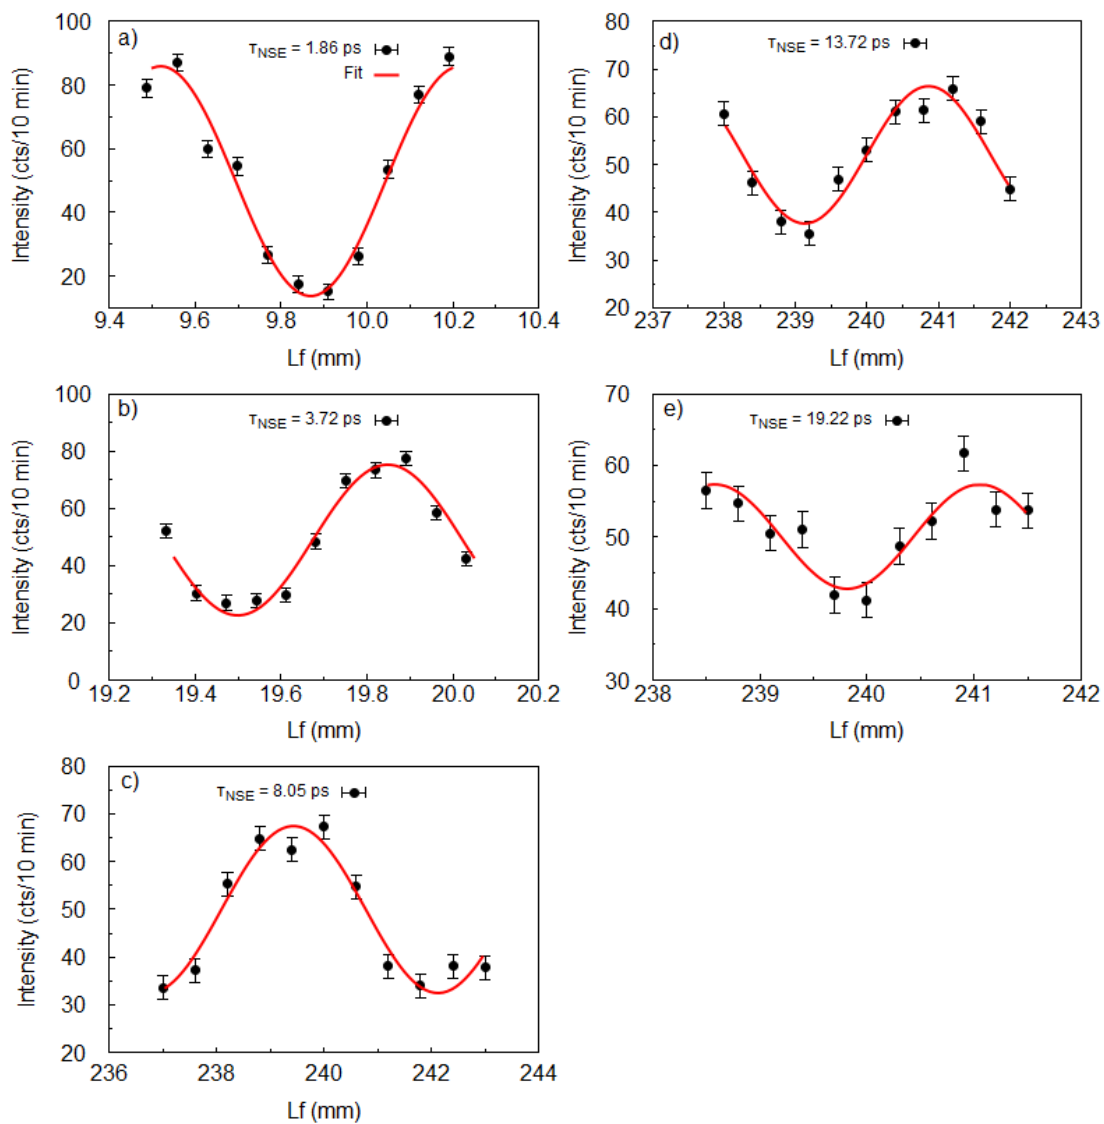 a)
τNSE = 1.86 ps
Fit
100
80
60
40
20
9.4 9.6 9.8 10.0 10.2 10.4
Intensity (cts/10 min)
Lf (mm)
d)
τNSE = 13.72 ps
80
70
60
50
40
30
20
237 238 239 240 241 242 243
Intensity (cts/10 min)
Lf (mm)
b)
τNSE = 3.72 ps
100
80
60
40
20
0
19.2 19.4 19.6 19.8 20.0 20.2
Intensity (cts/10 min)
Lf (mm)
e)
τNSE = 19.22 ps
70
60
50
40
30
238 239 240 241 242
Intensity (cts/10 min)
Lf (mm)
c)
τNSE = 8.05 ps
80
70
60
50
40
30
20
236 238 240 242 244
Intensity (cts/10 min)
Lf (mm)